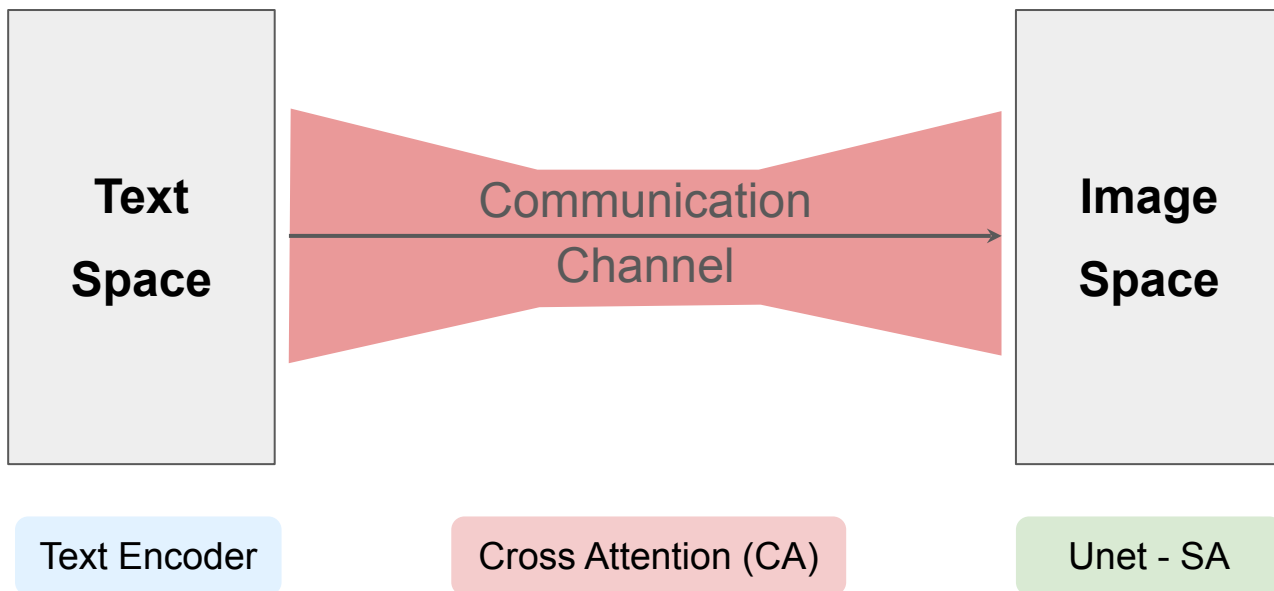 Text
Space
Communication
Channel
Image
Space
Text Encoder
Cross Attention (CA)
Unet - SA